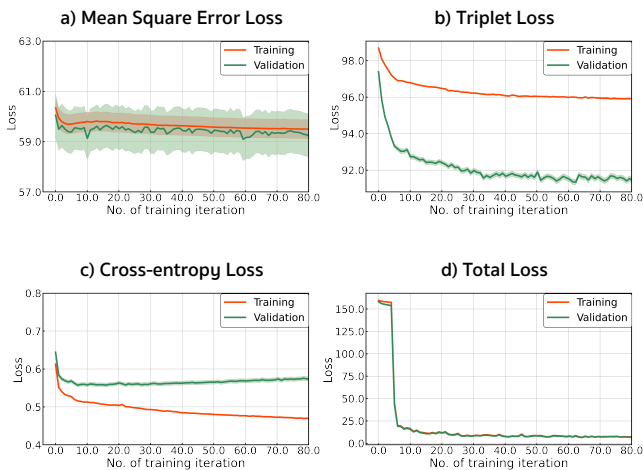 a) Mean Square Error Loss
63.0
61.0
59.0
57.0
Loss
Training
Validation
0.0 10.0 20.0 30.0 40.0 50.0 60.0 70.0 80.0
No. of training iteration
b) Triplet Loss
98.0
96.0
94.0
92.0
Loss
Training
Validation
0.0 10.0 20.0 30.0 40.0 50.0 60.0 70.0 80.0
No. of training iteration
c) Cross-entropy Loss
0.8
0.7
0.6
0.5
0.4
Loss
Training
Validation
0.0 10.0 20.0 30.0 40.0 50.0 60.0 70.0 80.0
No. of training iteration
d) Total Loss
150.0
125.0
100.0
75.0
50.0
25.0
0.0
Loss
Training
Validation
0.0 10.0 20.0 30.0 40.0 50.0 60.0 70.0 80.0
No. of training iteration